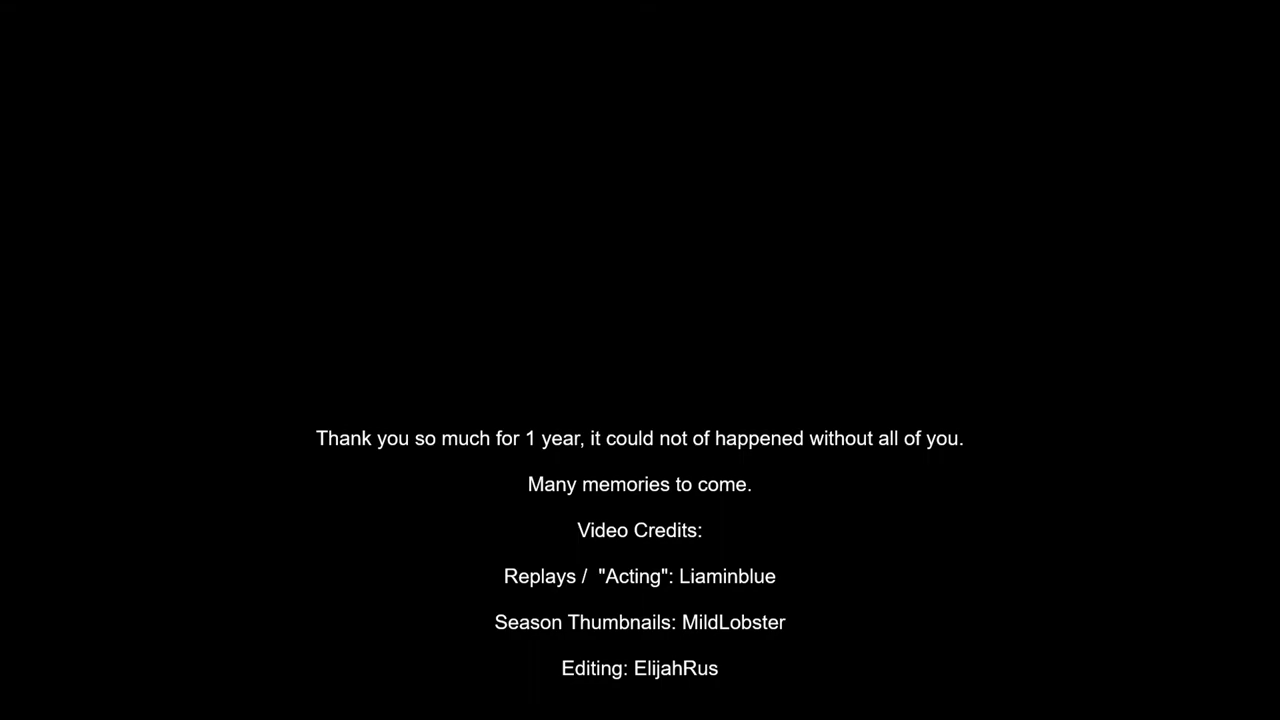 Thank you so much for 1 year, it could not of happened without all of you.
Many memories to come.
Video Credits:
Replays /  "Acting": Liaminblue
Season Thumbnails: MildLobster
Editing: ElijahRus